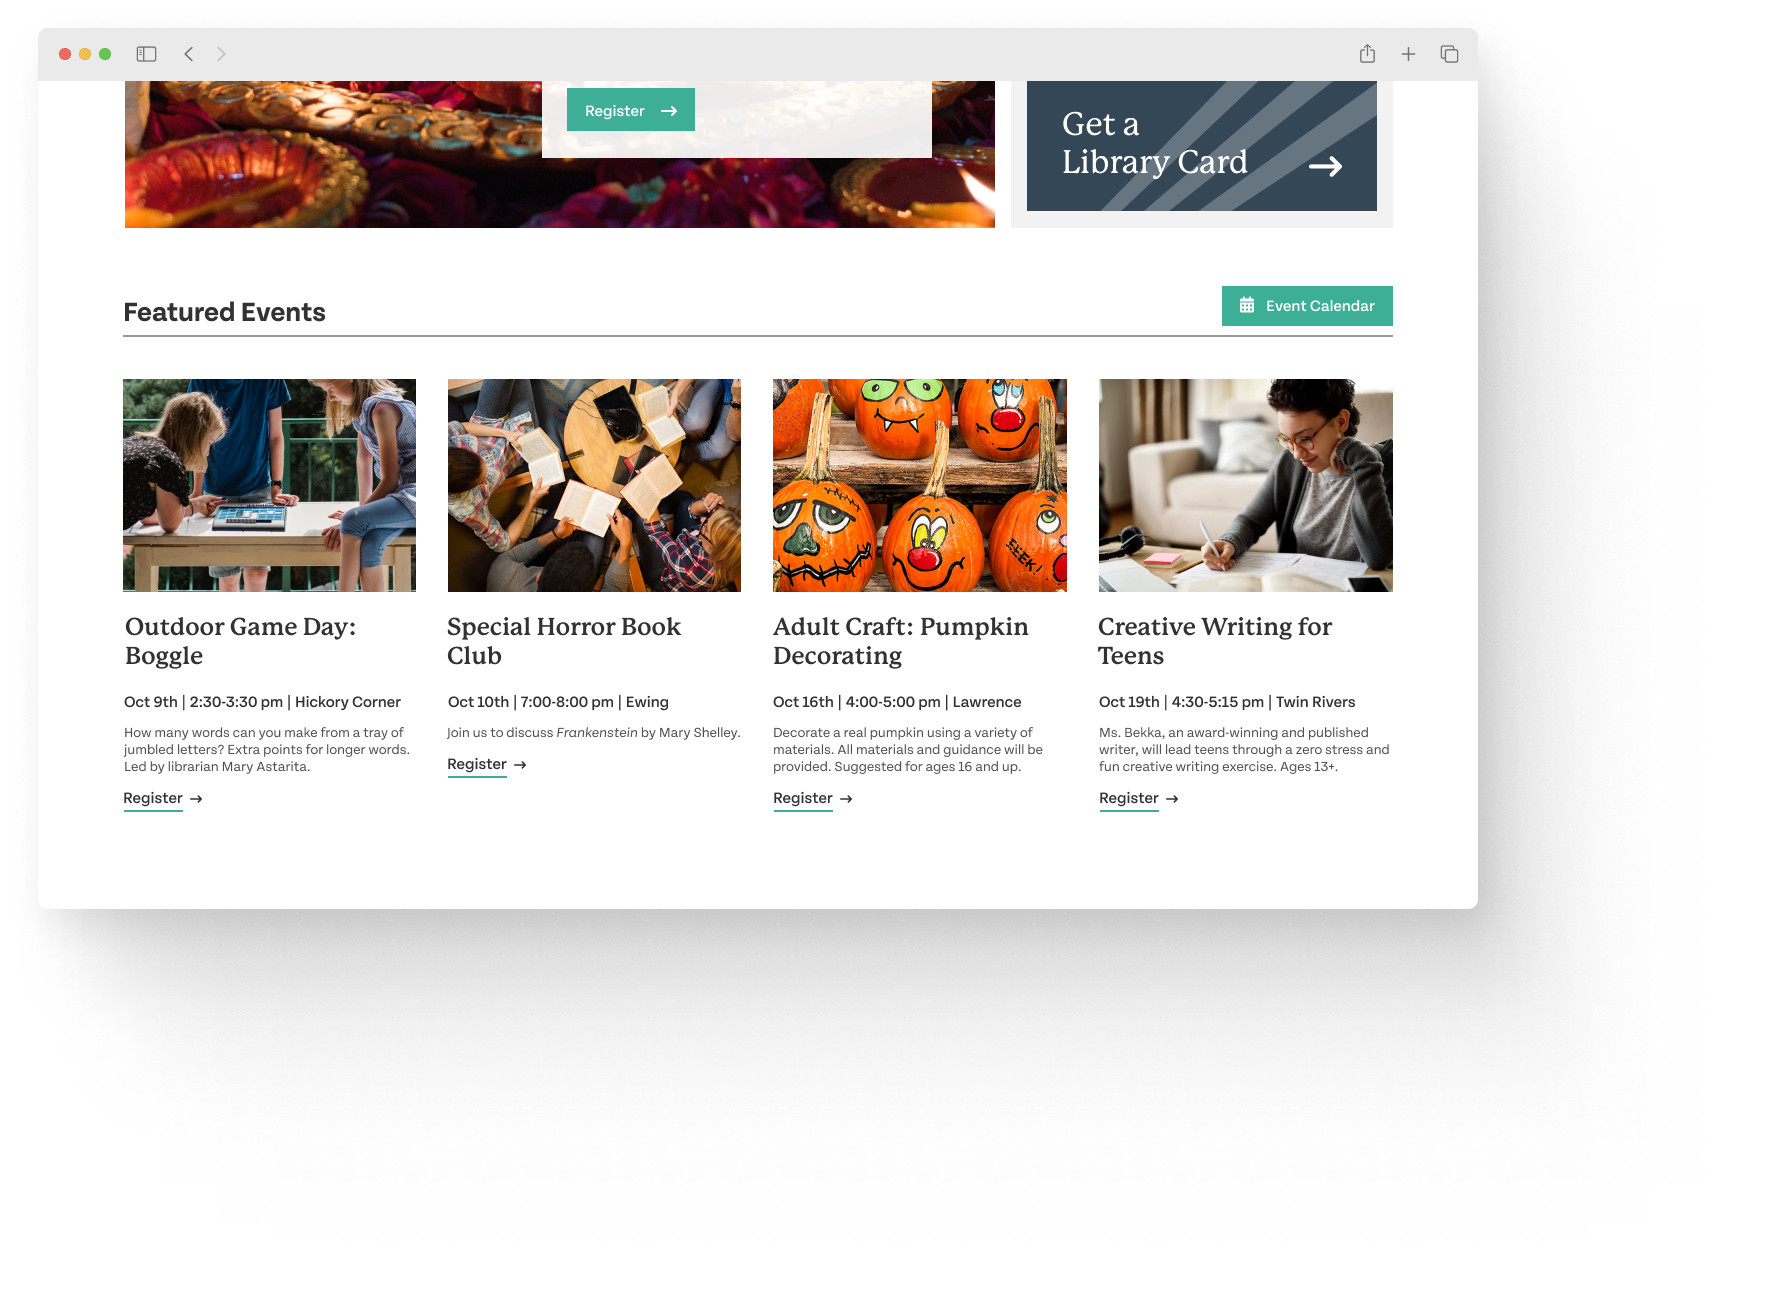 Register
Get a
Library Card
Featured Events
Event Calendar
EEEK!
Outdoor Game Day:
Boggle
Oct 9th | 2:30-3:30 pm | Hickory Corner
How many words can you make from a tray of
jumbled letters? Extra points for longer words.
Led by librarian Mary Astarita.
Register
Special Horror Book
Club
Oct 10th | 7:00-8:00 pm | Ewing
Join us to discuss Frankenstein by Mary Shelley.
Register
Adult Craft: Pumpkin
Decorating
Oct 16th | 4:00-5:00 pm | Lawrence
Decorate a real pumpkin using a variety of
materials. All materials and guidance will be
provided. Suggested for ages 16 and up.
Register
Creative Writing for
Teens
Oct 19th | 4:30-5:15 pm | Twin Rivers
Ms. Bekka, an award-winning and published
writer, will lead teens through a zero stress and
fun creative writing exercise. Ages 13+.
Register